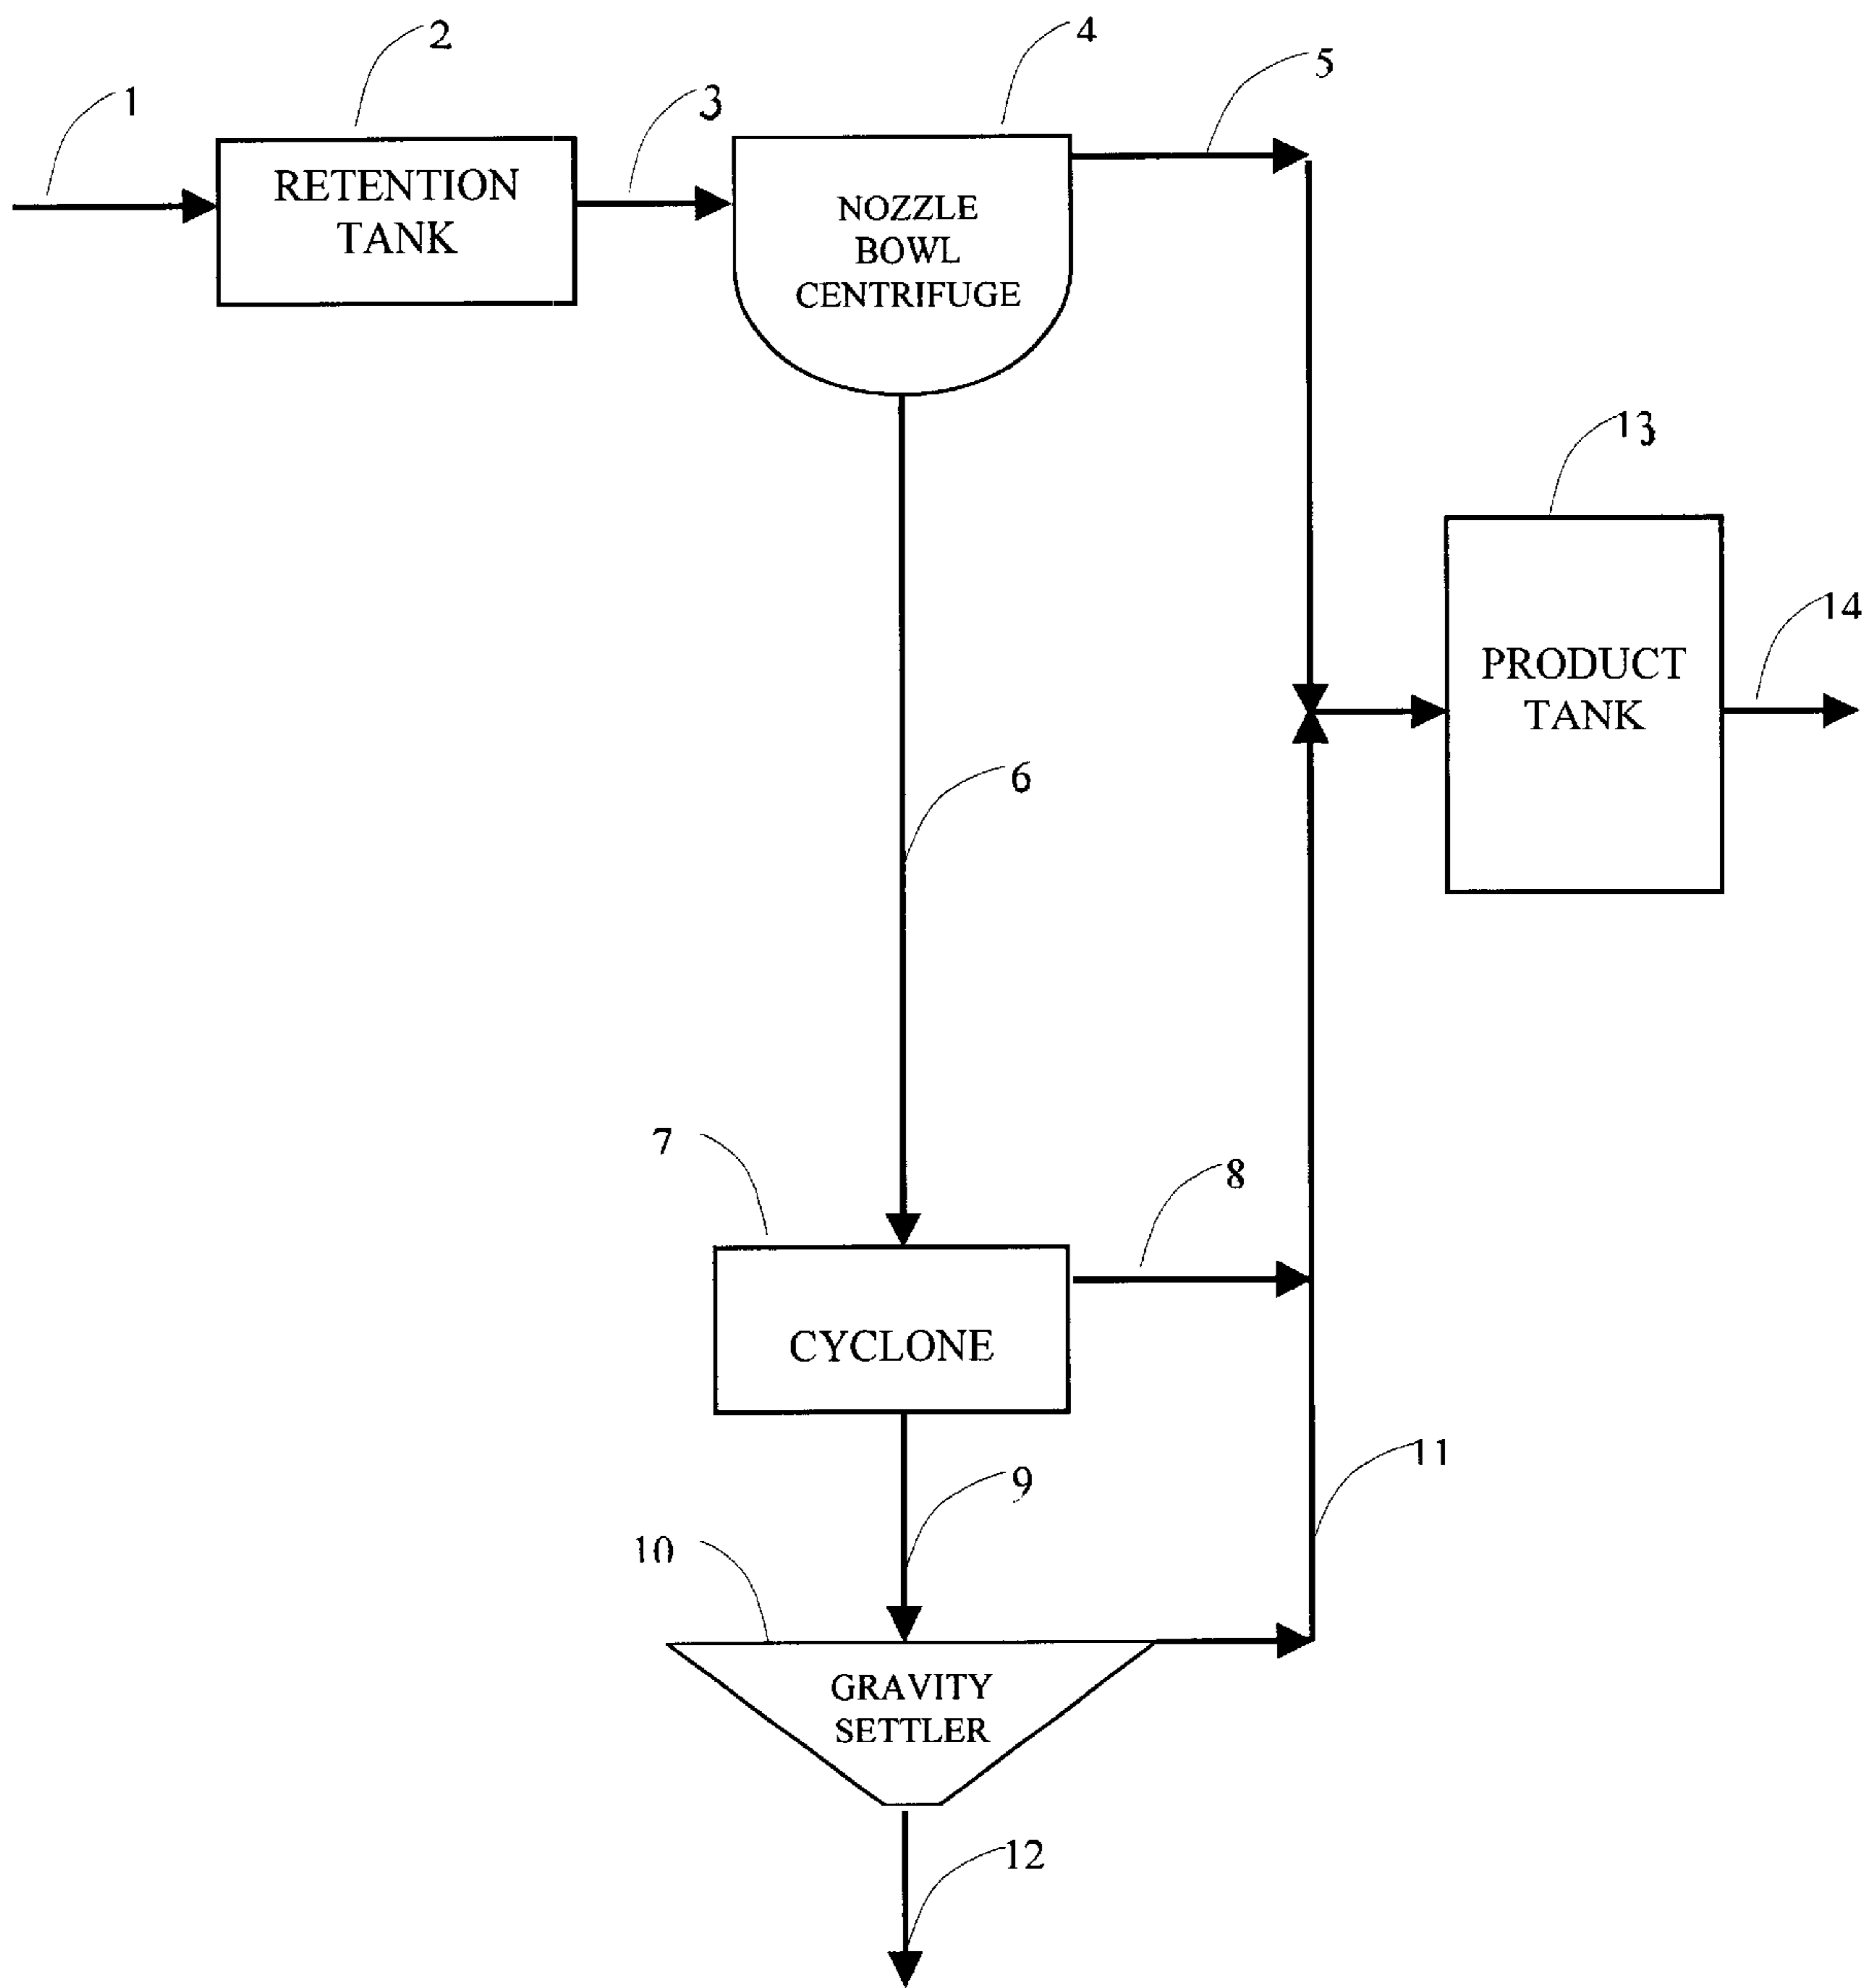 1
2
3
4
5
RETENTION
TANK
NOZZLE
BOWL
CENTRIFUGE
13
14
PRODUCT
TANK
6
7
8
CYCLONE
9
10
11
GRAVITY
SETTLER
12